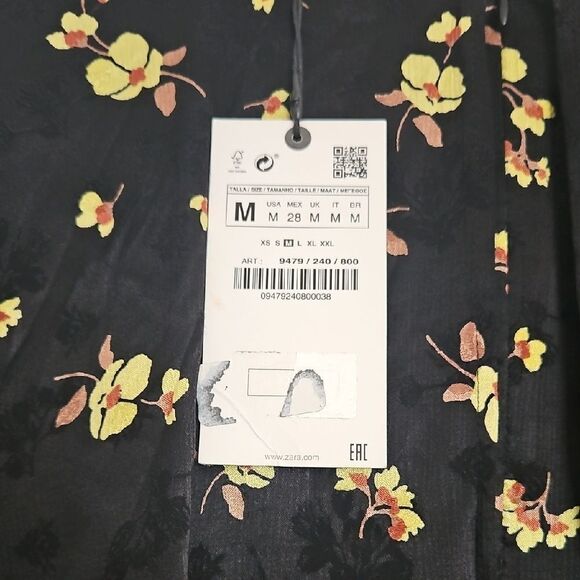 TALLA / SIZE / TAMANHO / TAILLE / MAAT / МЕГЕБОЕ
M
USA MEX UK IT BR
M 28 M M M
XS S M L XL XXL
ART : 9479 / 240 / 800
09479240800038
www.zara.com
EAC